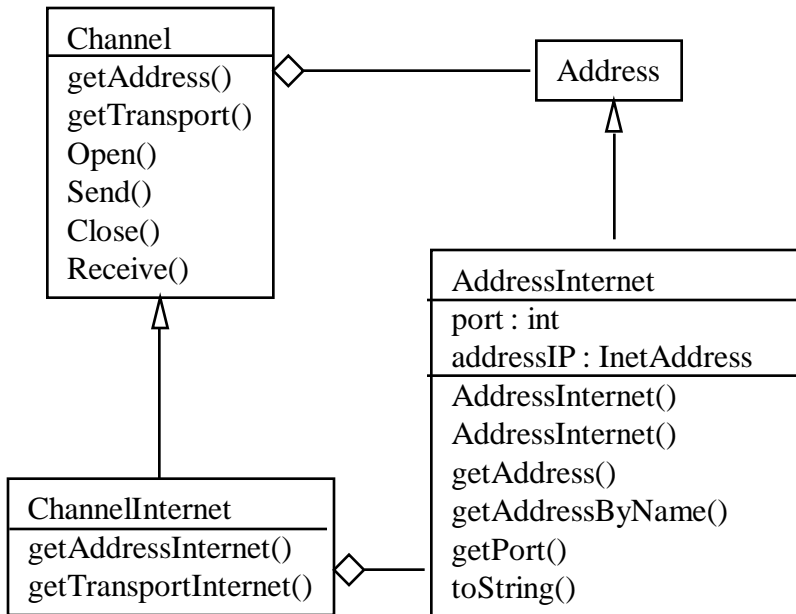 Channel
getAddress()
getTransport()
Open()
Send()
Close()
Receive()
Address
AddressInternet
port : int
addressIP : InetAddress
AddressInternet()
AddressInternet()
getAddress()
getAddressByName()
getPort()
toString()
ChannelInternet
getAddressInternet()
getTransportInternet()